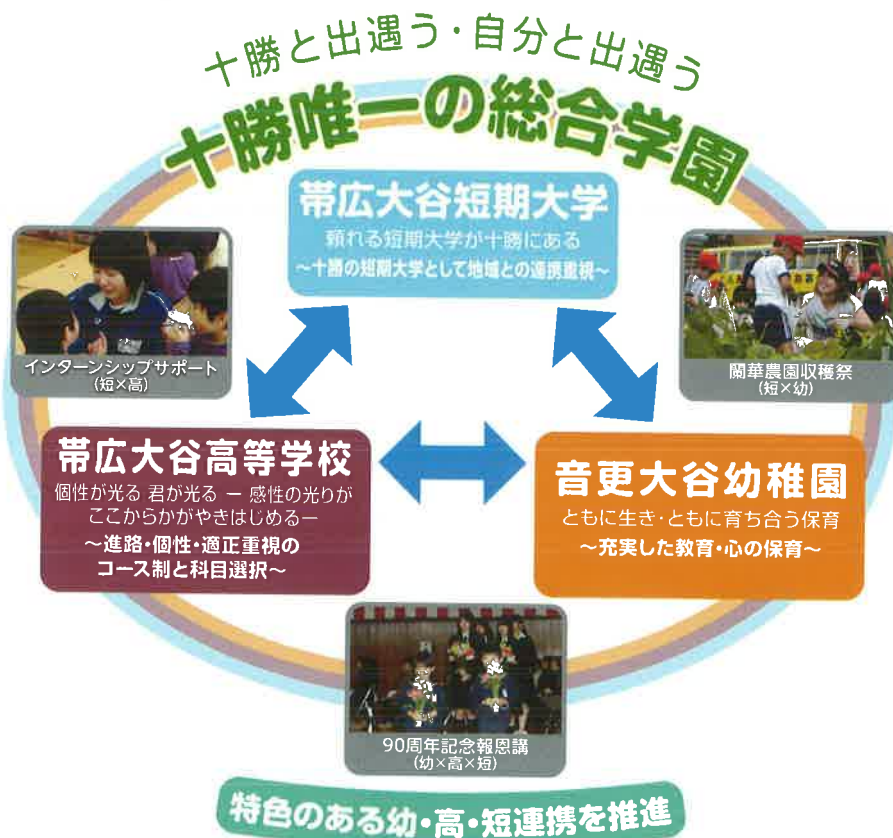 十勝と出遇う・自分と出遇う
十勝唯一の総合学園
帯広大谷短期大学
頼れる短期大学が十勝にある
～十勝の短期大学として地域との連携重視～
インターンシップサポート
(短×高)
蘭華農園収穫祭
(短×幼)
帯広大谷高等学校
個性が光る 君が光る ー 感性の光りが
ここからかがやきはじめるー
～進路・個性・適正重視の
コース制と科目選択～
音更大谷幼稚園
ともに生き・ともに育ち合う保育
～充実した教育・心の保育～
90周年記念報恩講
(幼×高×短)
特色のある幼・高・短連携を推進